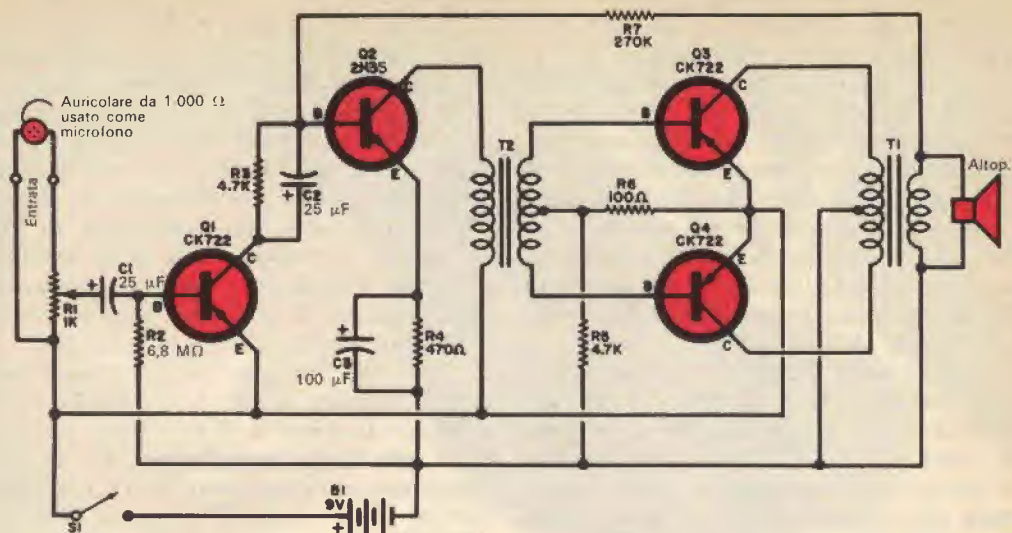 R7
270K
Q2
2N35
Q3
CK722
C
C
Auricolare da 1·000 Ω
usato come
microfono
B
B
T2
T1
Altop.
R3
4.7K
E
E
C2
25 µF
R6
100Ω
+
Entrata
Q1
CK722
Q4
CK722
C
E
C1
25 µF
+
B
B
R1
1K
R2
6,8 MΩ
E
+
R4
470Ω
R5
4.7K
C
C3
100 µF
B1
9V
+
S1